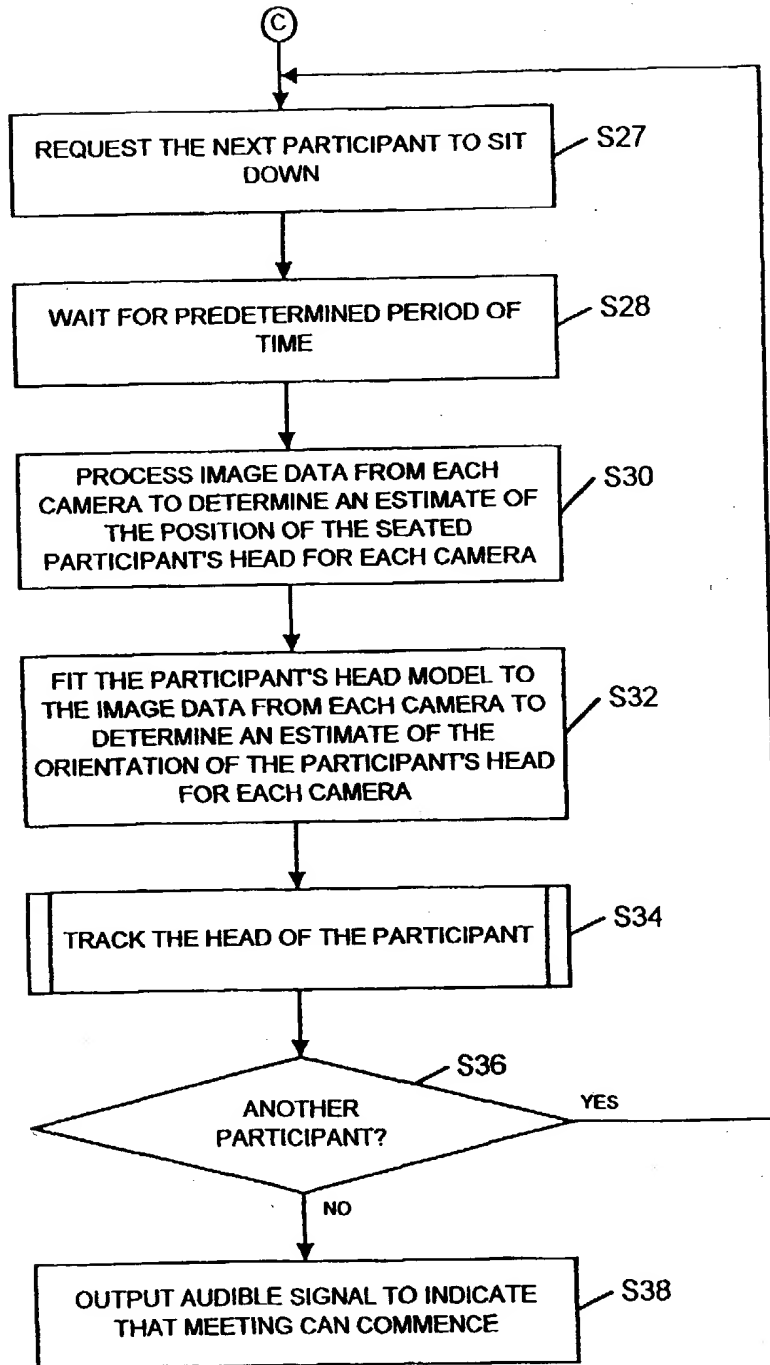 C
REQUEST THE NEXT PARTICIPANT TO SIT
DOWN
S27
WAIT FOR PREDETERMINED PERIOD OF
TIME
S28
PROCESS IMAGE DATA FROM EACH
CAMERA TO DETERMINE AN ESTIMATE OF
THE POSITION OF THE SEATED
PARTICIPANT'S HEAD FOR EACH CAMERA
S30
FIT THE PARTICIPANT'S HEAD MODEL TO
THE IMAGE DATA FROM EACH CAMERA TO
DETERMINE AN ESTIMATE OF THE
ORIENTATION OF THE PARTICIPANT'S HEAD
FOR EACH CAMERA
S32
TRACK THE HEAD OF THE PARTICIPANT
S34
S36
ANOTHER
PARTICIPANT?
YES
NO
OUTPUT AUDIBLE SIGNAL TO INDICATE
THAT MEETING CAN COMMENCE
S38